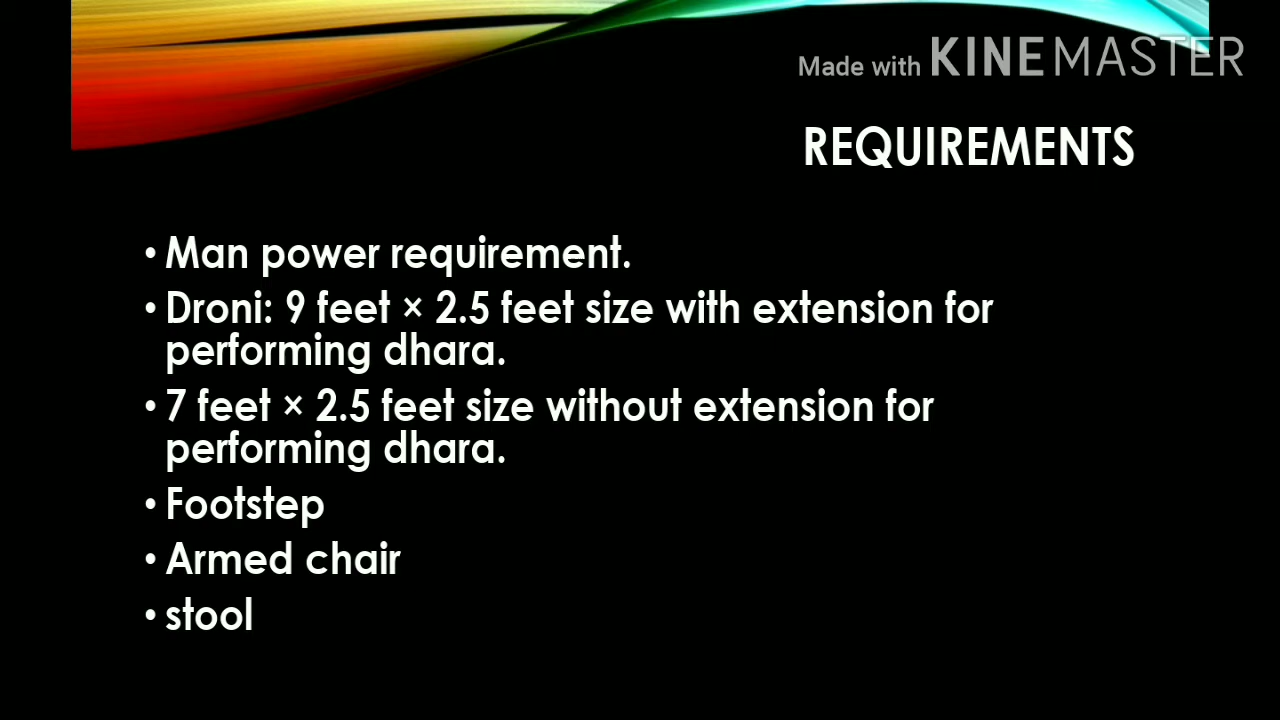 Made with KINEMASTER
REQUIREMENTS
• Man power requirement.
• Droni: 9 feet × 2.5 feet size with extension for
performing dhara.
• 7 feet × 2.5 feet size without extension for
performing dhara.
• Footstep
• Armed chair
• stool